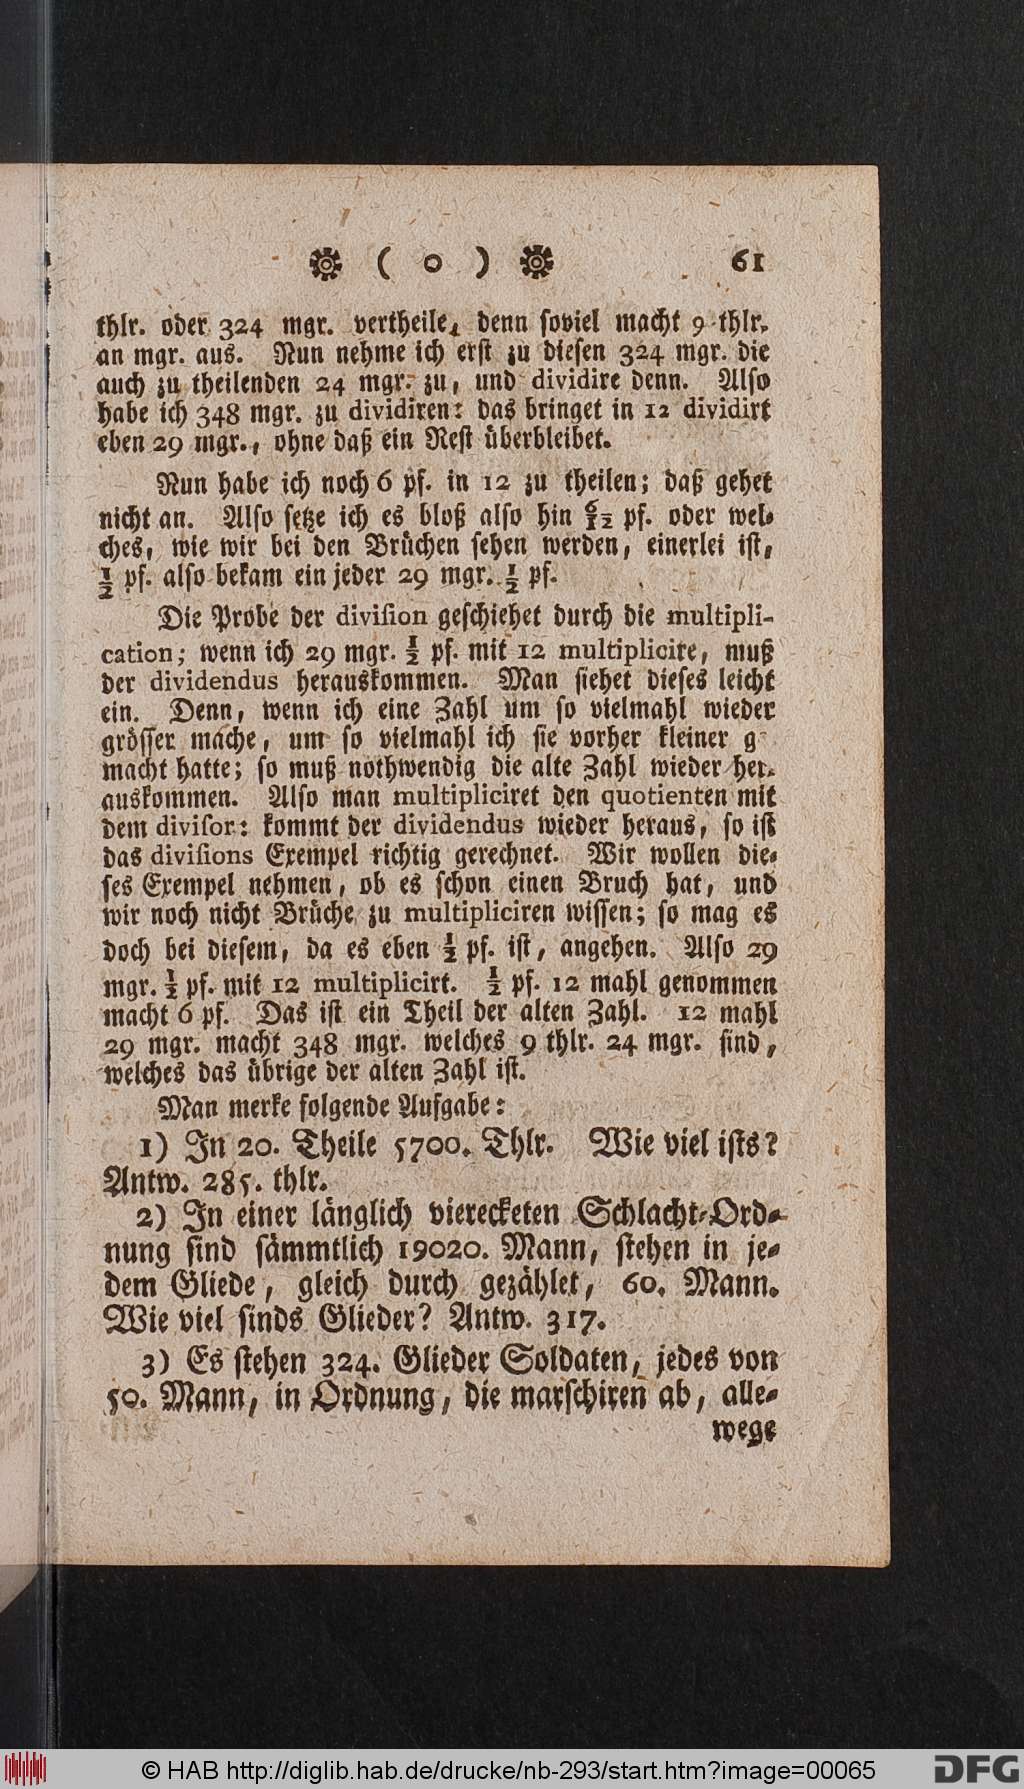 ( o ) 61
thlr. oder 324 mgr. vertheile, denn soviel macht 9 thlr.
an mgr. aus. Nun nehme ich erst zu diesen 324 mgr. die
auch zu theilenden 24 mgr. zu, und dividire denn. Also
habe ich 348 mgr. zu dividiren: das bringet in 12 dividirt
eben 29 mgr., ohne daß ein Rest überbleibet.
Nun habe ich noch 6 pf. in 12 zu theilen; daß gehet
nicht an. Also setze ich es bloß also hin 6/12 pf. oder wel-
ches, wie wir bei den Brüchen sehen werden, einerlei ist,
1/2 pf. also bekam ein jeder 29 mgr. 1/2 pf.
Die Probe der diviſion geschiehet durch die multipli-
cation; wenn ich 29 mgr. 1/2 pf. mit 12 multiplicire, muß
der dividendus herauskommen. Man siehet dieses leicht
ein. Denn, wenn ich eine Zahl um so vielmahl wieder
grösser mache, um so vielmahl ich sie vorher kleiner g
macht hatte; so muß nothwendig die alte Zahl wieder her-
auskommen. Also man multipliciret den quotienten mit
dem diviſor: kommt der dividendus wieder heraus, so ist
das diviſions Exempel richtig gerechnet. Wir wollen die-
ses Exempel nehmen, ob es schon einen Bruch hat, und
wir noch nicht Brüche zu multipliciren wissen; so mag es
doch bei diesem, da es eben 1/2 pf. ist, angehen. Also 29
mgr. 1/2 pf. mit 12 multiplicirt. 1/2 pf. 12 mahl genommen
macht 6 pf. Das ist ein Theil der alten Zahl. 12 mahl
29 mgr. macht 348 mgr. welches 9 thlr. 24 mgr. sind,
welches das übrige der alten Zahl ist.
Man merke folgende Aufgabe:
1) In 20. Theile 5700. Thlr. Wie viel ists?
Antw. 285. thlr.
2) In einer länglich viereckten Schlacht-Ord-
nung sind sämmtlich 19020. Mann, stehen in je-
dem Gliede, gleich durch gezählet, 60. Mann.
Wie viel sinds Glieder? Antw. 317.
3) Es stehen 324. Glieder Soldaten, jedes von
50. Mann, in Ordnung, die marschiren ab, alle-
wege
© HAB http://diglib.hab.de/drucke/nb-293/start.htm?image=00065
DFG